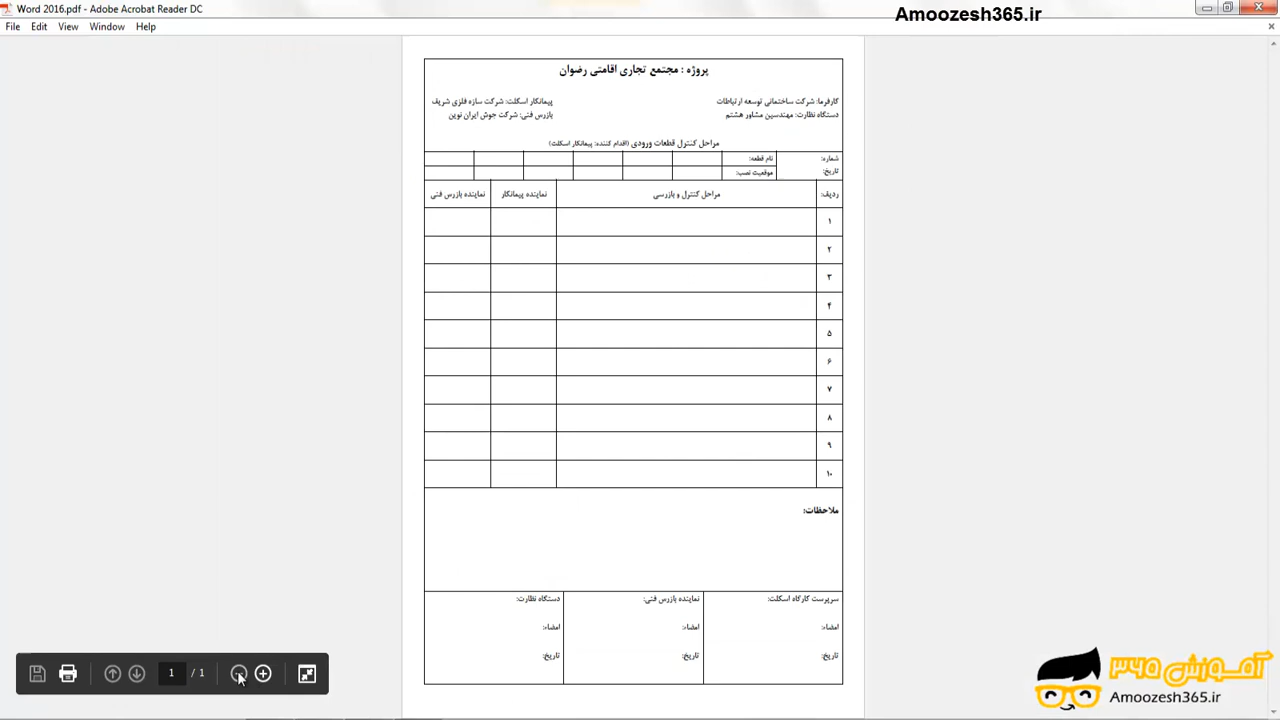 Word 2016.pdf - Adobe Acrobat Reader DC
Amoozesh365.ir
File Edit View Window Help
پروژه : مجتمع تجاری اقامتی رضوان
کارفرما: شرکت ساختمانی توسعه ارتباطات
پیمانکار اسکلت: شرکت سازه فلزی شریف
دستگاه نظارت: مهندسین مشاور هشتم
بازرس فنی: شرکت جوش ایران نوین
مراحل کنترل قطعات ورودی (اقدام کننده: پیمانکار اسکلت)
شماره:
نام قطعه:
تاریخ:
موقعیت نصب:
ردیف: مراحل کنترل و بازرسی نماینده پیمانکار نماینده بازرس فنی
۱
۲
۳
۴
۵
۶
۷
۸
۹
۱۰
ملاحظات:
سرپرست کارگاه اسکلت: نماینده بازرس فنی: دستگاه نظارت:
امضاء: امضاء: امضاء:
تاریخ: تاریخ: تاریخ:
1 / 1
آموزش ۳۶۵
Amoozesh365.ir